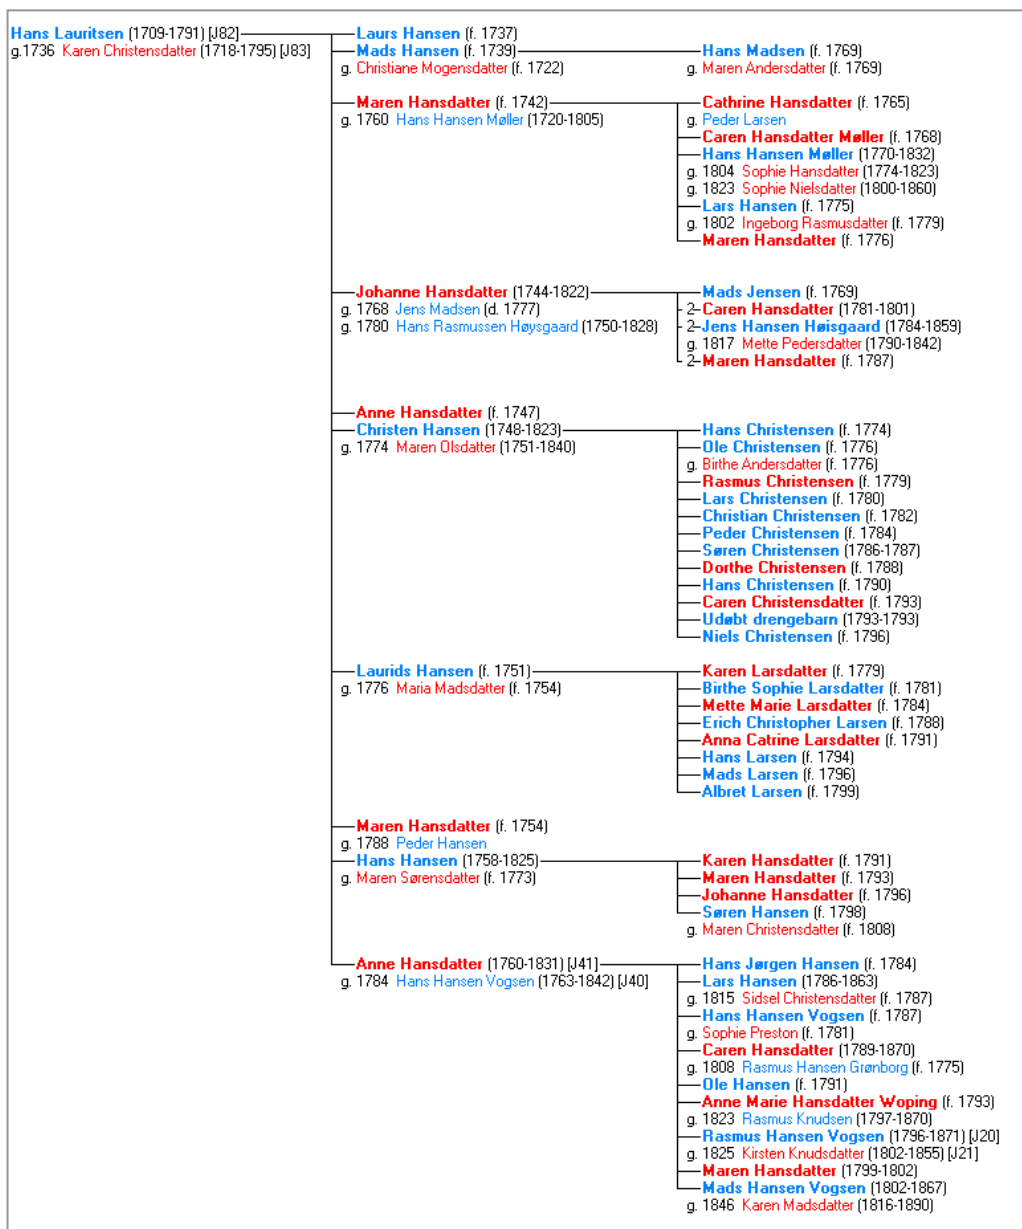 Hans Lauritsen (1709-1791) [J82]
g.1736 Karen Christensdatter (1718-1795) [J83]
Laurs Hansen (f. 1737)
Mads Hansen (f. 1739)
g. Christiane Mogensdatter (f. 1722)
Hans Madsen (f. 1769)
g. Maren Andersdatter (f. 1769)
Maren Hansdatter (f. 1742)
g. 1760 Hans Hansen Møller (1720-1805)
Cathrine Hansdatter (f. 1765)
g. Peder Larsen
Caren Hansdatter Møller (f. 1768)
Hans Hansen Møller (1770-1832)
g. 1804 Sophie Hansdatter (1774-1823)
g. 1823 Sophie Nielsdatter (1800-1860)
Lars Hansen (f. 1775)
g. 1802 Ingeborg Rasmusdatter (f. 1779)
Maren Hansdatter (f. 1776)
Johanne Hansdatter (1744-1822)
g. 1768 Jens Madsen (d. 1777)
g. 1780 Hans Rasmussen Høysgaard (1750-1828)
Mads Jensen (f. 1769)
2 Caren Hansdatter (1781-1801)
2 Jens Hansen Høisgaard (1784-1859)
g. 1817 Mette Pedersdatter (1790-1842)
2 Maren Hansdatter (f. 1787)
Anne Hansdatter (f. 1747)
Christen Hansen (1748-1823)
g. 1774 Maren Olsdatter (1751-1840)
Hans Christensen (f. 1774)
Ole Christensen (f. 1776)
g. Birthe Andersdatter (f. 1776)
Rasmus Christensen (f. 1779)
Lars Christensen (f. 1780)
Christian Christensen (f. 1782)
Peder Christensen (f. 1784)
Søren Christensen (1786-1787)
Dorthe Christensen (f. 1788)
Hans Christensen (f. 1790)
Caren Christensdatter (f. 1793)
Udøbt drengebarn (1793-1793)
Niels Christensen (f. 1796)
Laurids Hansen (f. 1751)
g. 1776 Maria Madsdatter (f. 1754)
Karen Larsdatter (f. 1779)
Birthe Sophie Larsdatter (f. 1781)
Mette Marie Larsdatter (f. 1784)
Erich Christopher Larsen (f. 1788)
Anna Catrine Larsdatter (f. 1791)
Hans Larsen (f. 1794)
Mads Larsen (f. 1796)
Albret Larsen (f. 1799)
Maren Hansdatter (f. 1754)
g. 1788 Peder Hansen
Hans Hansen (1758-1825)
g. Maren Sørensdatter (f. 1773)
Karen Hansdatter (f. 1791)
Maren Hansdatter (f. 1793)
Johanne Hansdatter (f. 1796)
Søren Hansen (f. 1798)
g. Maren Christensdatter (f. 1808)
Anne Hansdatter (1760-1831) [J41]
g. 1784 Hans Hansen Vogsen (1763-1842) [J40]
Hans Jørgen Hansen (f. 1784)
Lars Hansen (1786-1863)
g. 1815 Sidsel Christensdatter (f. 1787)
Hans Hansen Vogsen (f. 1787)
g. Sophie Preston (f. 1781)
Caren Hansdatter (1789-1870)
g. 1808 Rasmus Hansen Grønborg (f. 1775)
Ole Hansen (f. 1791)
Anne Marie Hansdatter Woping (f. 1793)
g. 1823 Rasmus Knudsen (1797-1870)
Rasmus Hansen Vogsen (1796-1871) [J20]
g. 1825 Kirsten Knudsdatter (1802-1855) [J21]
Maren Hansdatter (1799-1802)
Mads Hansen Vogsen (1802-1867)
g. 1846 Karen Madsdatter (1816-1890)